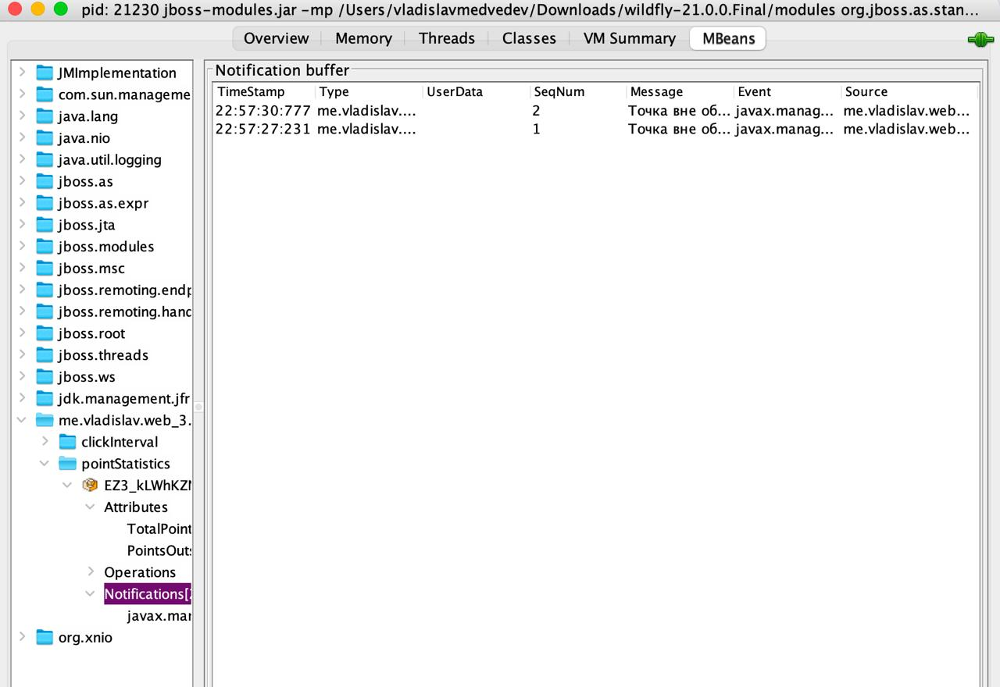 pid: 21230 jboss-modules.jar -mp /Users/vladislavmedvedev/Downloads/wildfly-21.0.0.Final/modules org.jboss.as.stan...
Overview Memory Threads Classes VM Summary MBeans
JMImplementation
com.sun.manageme
java.lang
java.nio
java.util.logging
jboss.as
jboss.as.expr
jboss.jta
jboss.modules
jboss.msc
jboss.remoting.endp
jboss.remoting.hand
jboss.root
jboss.threads
jboss.ws
jdk.management.jfr
me.vladislav.web_3.
clickInterval
pointStatistics
EZ3_kLWhKZ
Attributes
TotalPoint
PointsOuts
Operations
Notifications[2
javax.mar
org.xnio
Notification buffer
TimeStamp Type UserData SeqNum Message Event Source
22:57:30:777 me.vladislav.... 2 Точка вне об... javax.manag... me.vladislav.web...
22:57:27:231 me.vladislav.... 1 Точка вне об... javax.manag... me.vladislav.web...